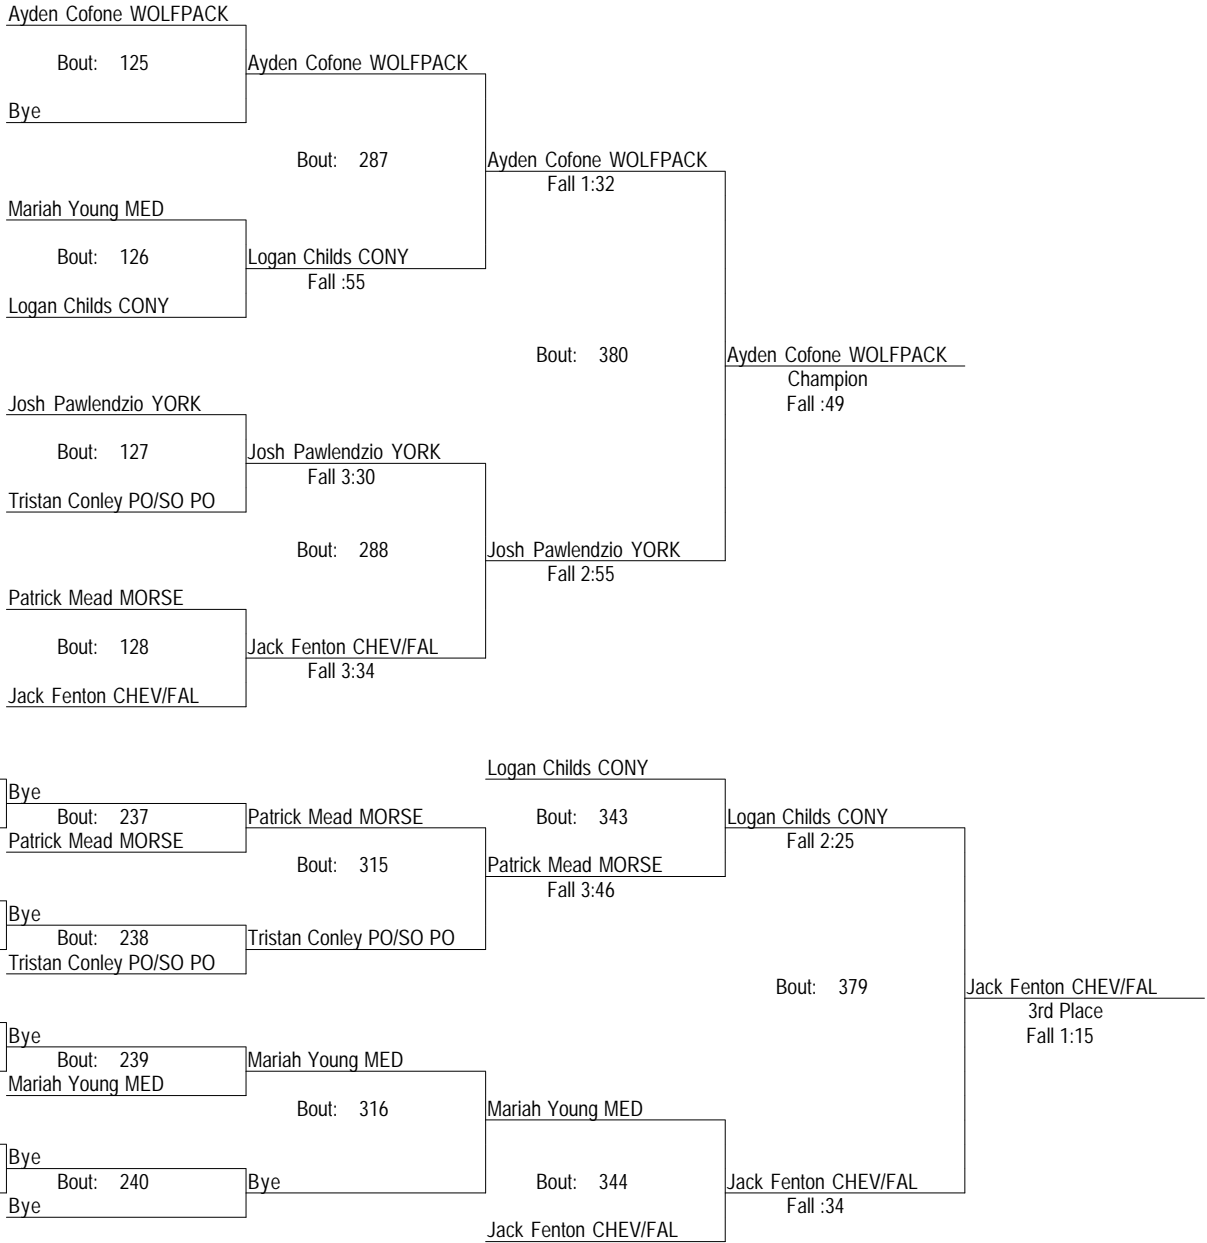 Ayden Cofone WOLFPACK
Bout: 125
Ayden Cofone WOLFPACK
Bye
Bout: 287
Ayden Cofone WOLFPACK
Fall 1:32
Mariah Young MED
Bout: 126
Logan Childs CONY
Fall :55
Logan Childs CONY
Bout: 380
Ayden Cofone WOLFPACK
Champion
Fall :49
Josh Pawlendzio YORK
Bout: 127
Josh Pawlendzio YORK
Fall 3:30
Tristan Conley PO/SO PO
Bout: 288
Josh Pawlendzio YORK
Fall 2:55
Patrick Mead MORSE
Bout: 128
Jack Fenton CHEV/FAL
Fall 3:34
Jack Fenton CHEV/FAL
Logan Childs CONY
Bye
Bout: 237
Patrick Mead MORSE
Bout: 343
Logan Childs CONY
Fall 2:25
Patrick Mead MORSE
Bout: 315
Patrick Mead MORSE
Fall 3:46
Bye
Bout: 238
Tristan Conley PO/SO PO
Tristan Conley PO/SO PO
Bout: 379
Jack Fenton CHEV/FAL
3rd Place
Fall 1:15
Bye
Bout: 239
Mariah Young MED
Mariah Young MED
Bout: 316
Mariah Young MED
Bye
Bout: 240
Bye
Bout: 344
Jack Fenton CHEV/FAL
Fall :34
Bye
Jack Fenton CHEV/FAL